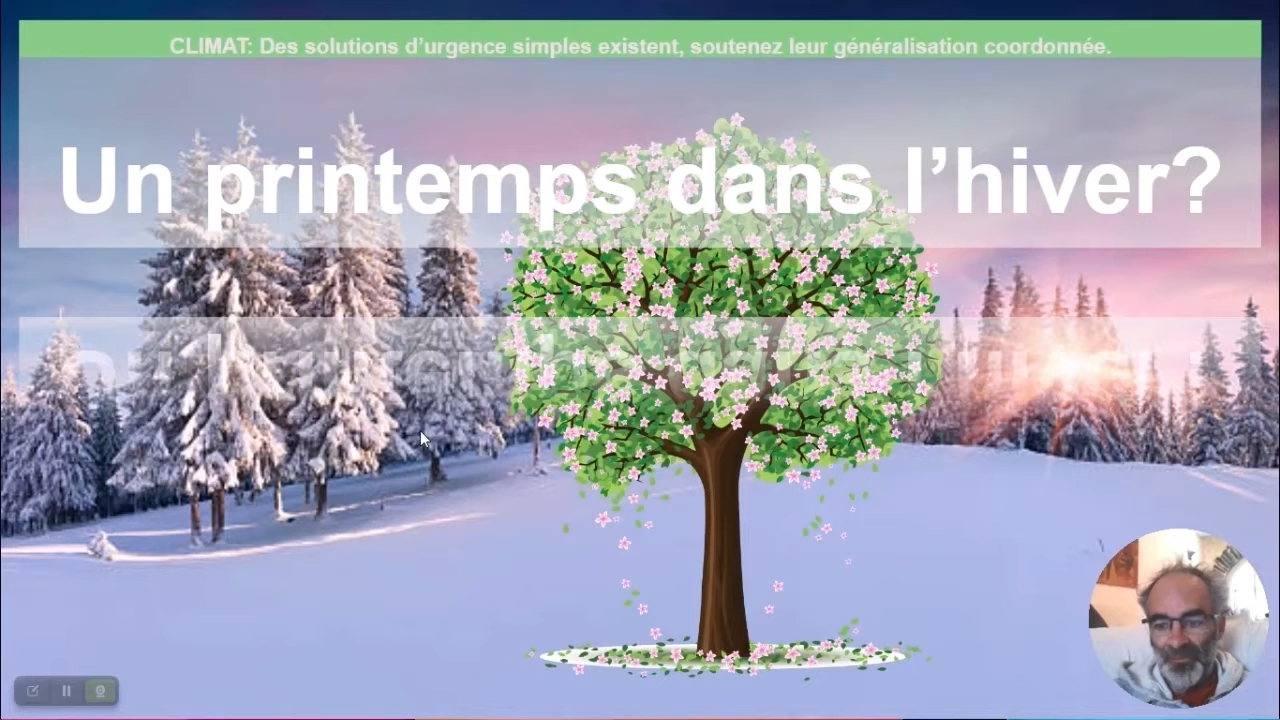 CLIMAT: Des solutions d’urgence simples existent, soutenez leur généralisation coordonnée.
Un printemps dans l’hiver?